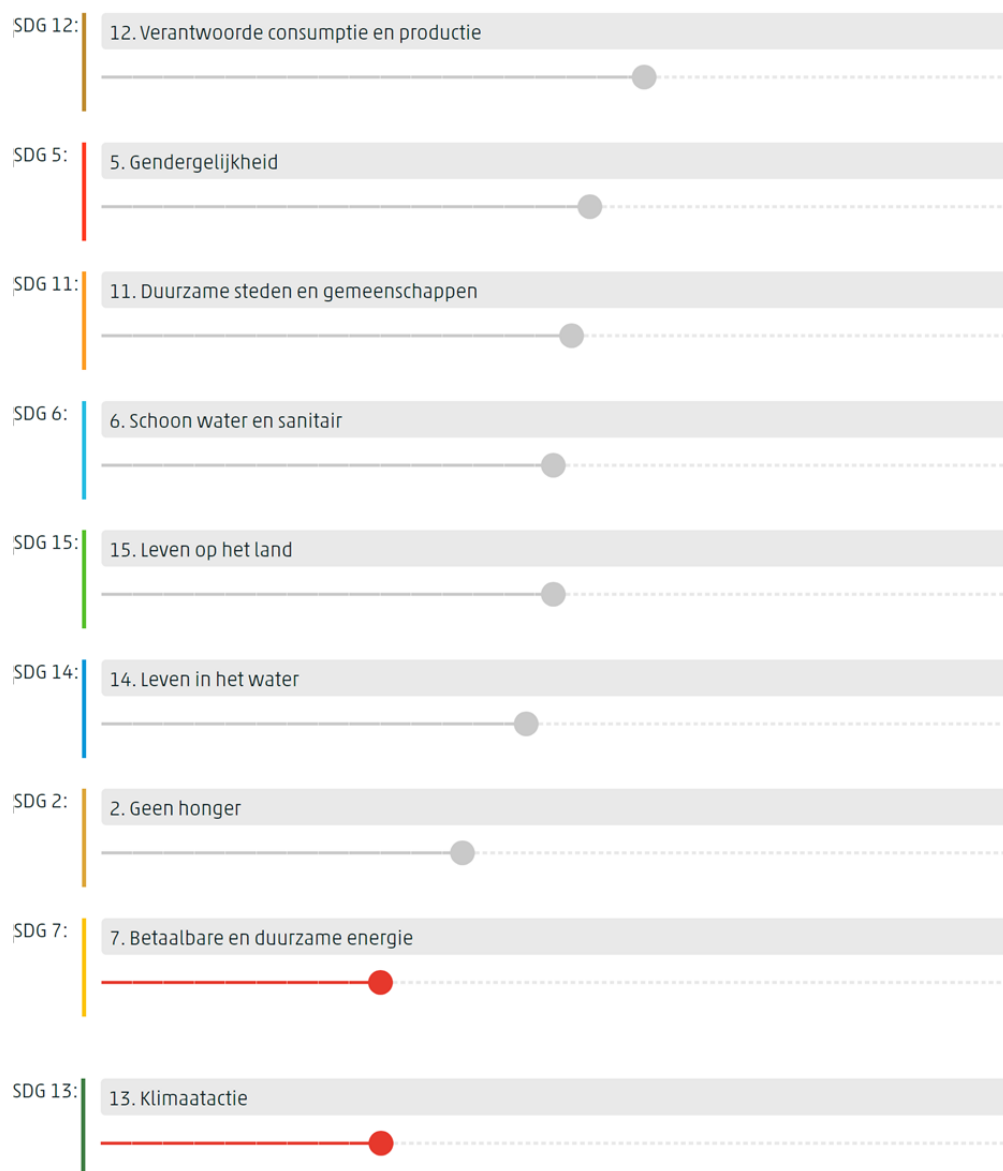 SDG 12:
12. Verantwoorde consumptie en productie
SDG 5:
5. Gendergelijkheid
SDG 11:
11. Duurzame steden en gemeenschappen
SDG 6:
6. Schoon water en sanitair
SDG 15:
15. Leven op het land
SDG 14:
14. Leven in het water
SDG 2:
2. Geen honger
SDG 7:
7. Betaalbare en duurzame energie
SDG 13:
13. Klimaatactie